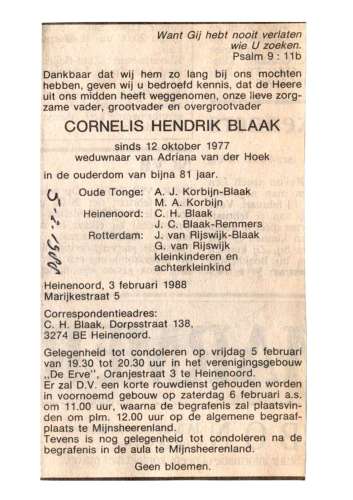 Want Gij hebt nooit verlaten
wie U zoeken.
Psalm 9 : 11b
Dankbaar dat wij hem zo lang bij ons mochten
hebben, geven wij U bedroefd kennis, dat de Heere
uit ons midden heeft weggenomen, onze lieve zorg-
zame vader, grootvader en overgrootvader
CORNELIS HENDRIK BLAAK
sinds 12 oktober 1977
weduwnaar van Adriana van der Hoek
in de ouderdom van bijna 81 jaar.
Oude Tonge: A. J. Korbijn-Blaak
M. A. Korbijn
Heinenoord: C. H. Blaak
J. C. Blaak-Remmers
Rotterdam: J. van Rijswijk-Blaak
G. van Rijswijk
kleinkinderen en
achterkleinkind
Heinenoord, 3 februari 1988
Marijkestraat 5
Correspondentieadres:
C. H. Blaak, Dorpsstraat 138,
3274 BE Heinenoord.
Gelegenheid tot condoleren op vrijdag 5 februari
van 19.30 tot 20.30 uur in het verenigingsgebouw
„De Erve", Oranjestraat 3 te Heinenoord.
Er zal D.V. een korte rouwdienst gehouden worden
in voornoemd gebouw op zaterdag 6 februari a.s.
om 11.00 uur, waarna de begrafenis zal plaatsvin-
den om plm. 12.00 uur op de algemene begraaf-
plaats te Mijnsheerenland.
Tevens is nog gelegenheid tot condoleren na de
begrafenis in de aula te Mijnsheerenland.
Geen bloemen.